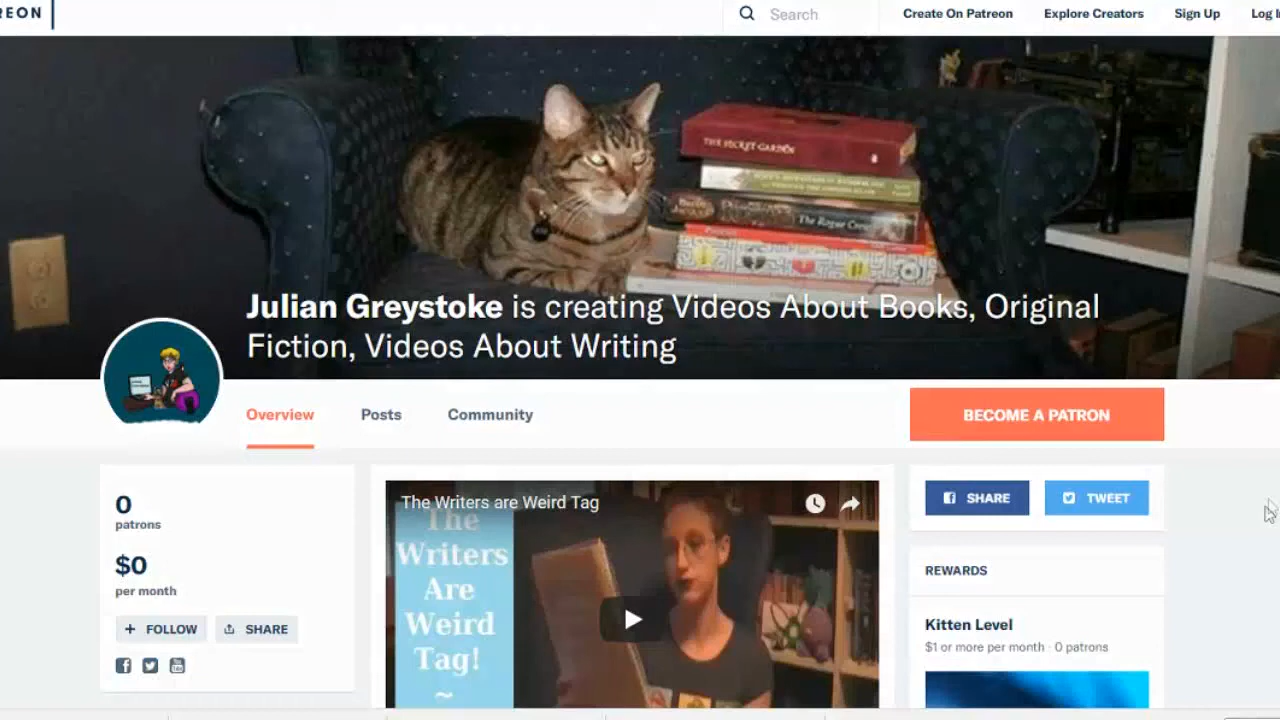 REON
Search
Create On Patreon
Explore Creators
Sign Up
Log I
THE SECRET GARDEN
The Rogue
Julian Greystoke is creating Videos About Books, Original
Fiction, Videos About Writing
Overview
Posts
Community
BECOME A PATRON
0
patrons
$0
per month
+ FOLLOW
SHARE
The Writers are Weird Tag
The
Writers
Are
Weird
Tag!
~
SHARE
TWEET
REWARDS
Kitten Level
$1 or more per month · 0 patrons